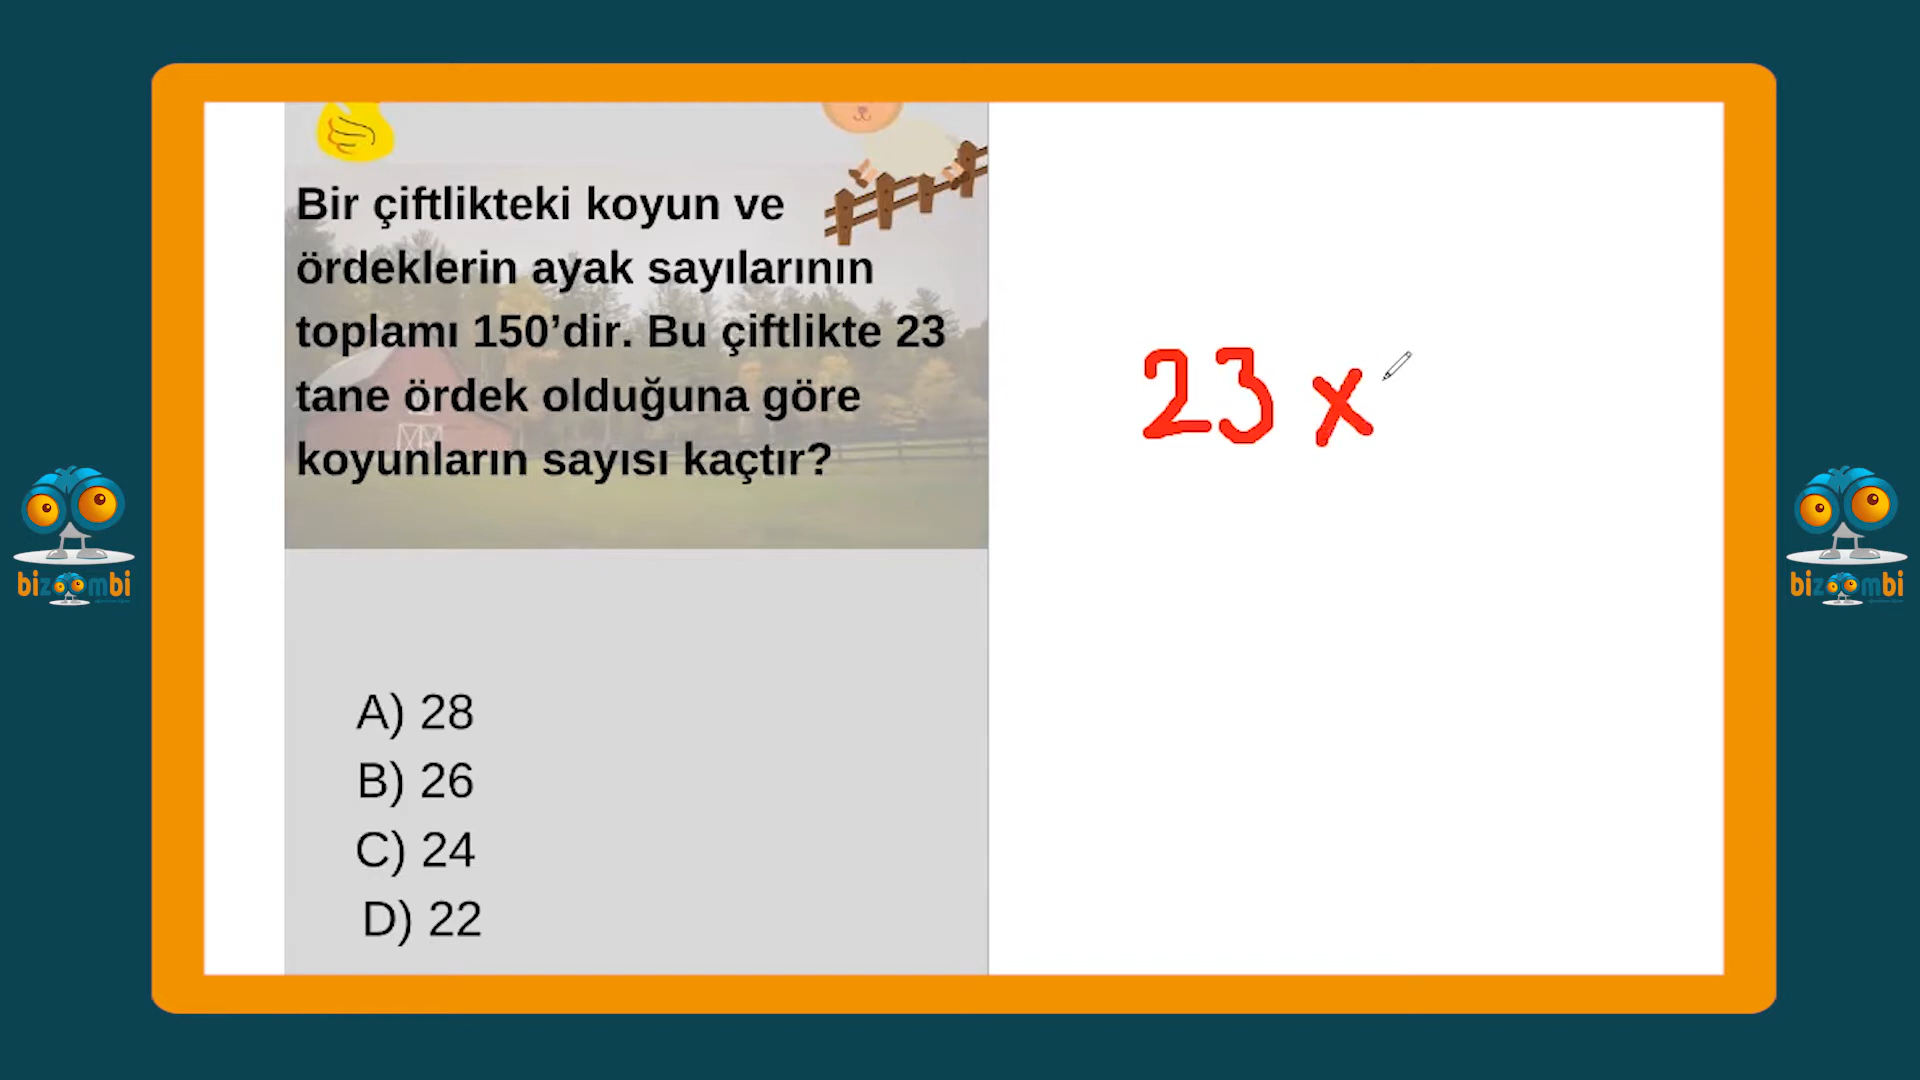 Bir çiftlikteki koyun ve
ördeklerin ayak sayılarının
toplamı 150’dir. Bu çiftlikte 23
tane ördek olduğuna göre
koyunların sayısı kaçtır?
A) 28
B) 26
C) 24
D) 22
23 x
bizoombi
bizoombi